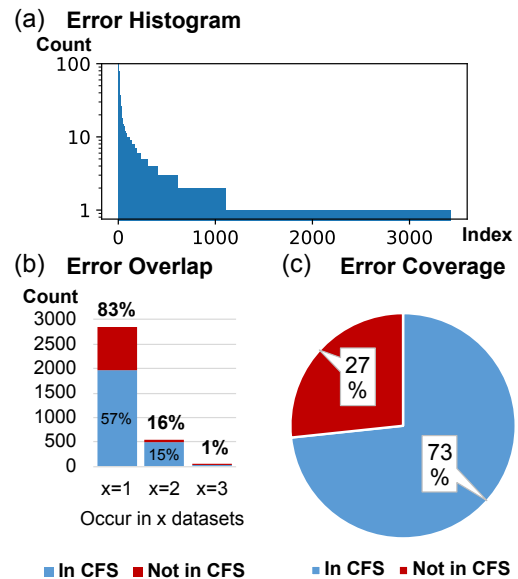 (a) Error Histogram
Count
100
10
1
0 1000 2000 3000 Index
(b) Error Overlap
Count
83%
3000
2500
2000
1500
1000
500
0
57%
16%
15%
1%
x=1 x=2 x=3
Occur in x datasets
In CFS Not in CFS
(c) Error Coverage
27
%
73
%
In CFS Not in CFS